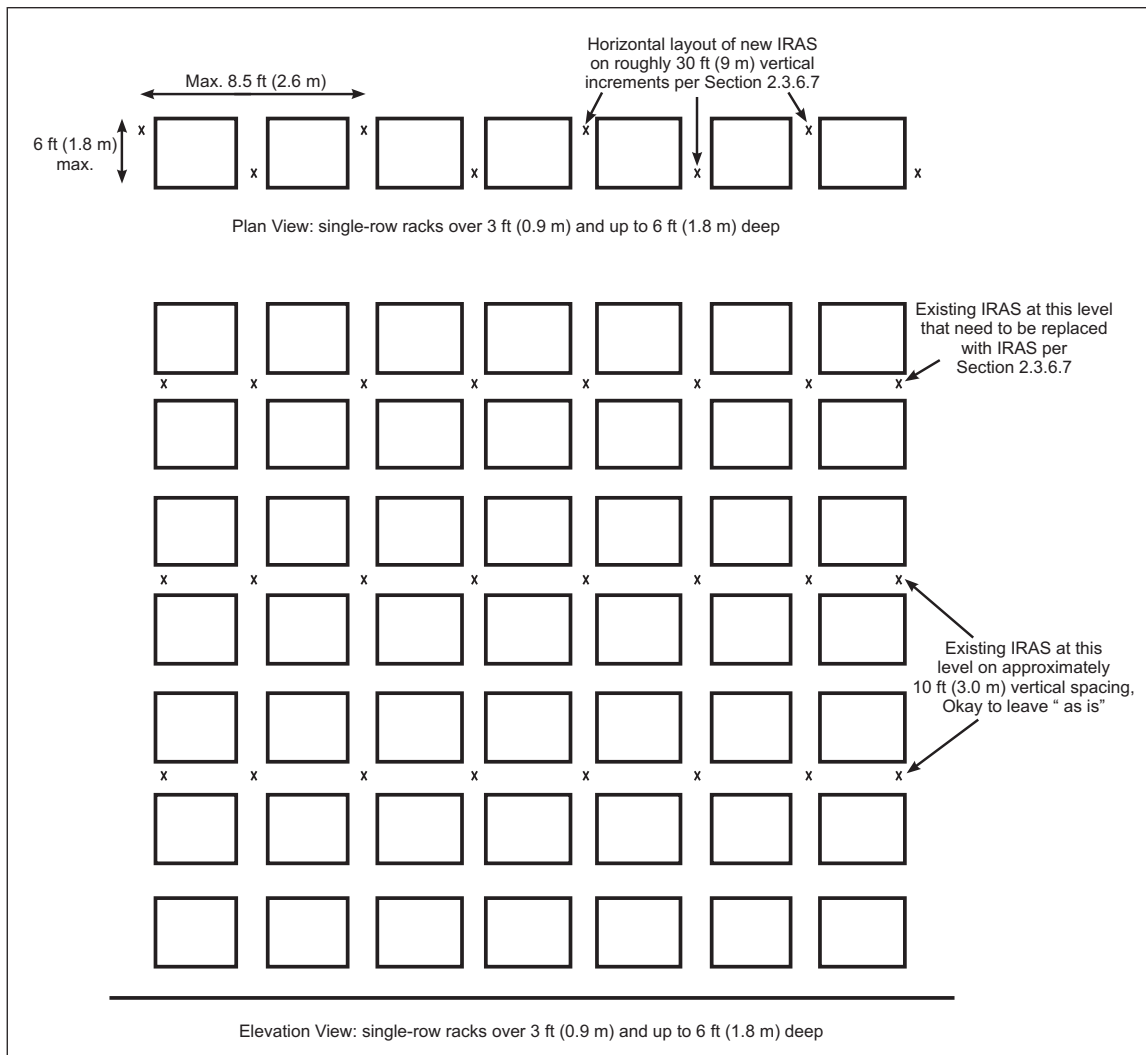 Horizontal layout of new IRAS
on roughly 30 ft (9 m) vertical
increments per Section 2.3.6.7
Max. 8.5 ft (2.6 m)
6 ft (1.8 m)
max.
x x x x
x x x x
Plan View: single-row racks over 3 ft (0.9 m) and up to 6 ft (1.8 m) deep
Existing IRAS at this level
that need to be replaced
with IRAS per
Section 2.3.6.7
x x x x x x x x
x x x x x x x x
Existing IRAS at this
level on approximately
10 ft (3.0 m) vertical spacing,
Okay to leave “ as is”
x x x x x x x x
Elevation View: single-row racks over 3 ft (0.9 m) and up to 6 ft (1.8 m) deep